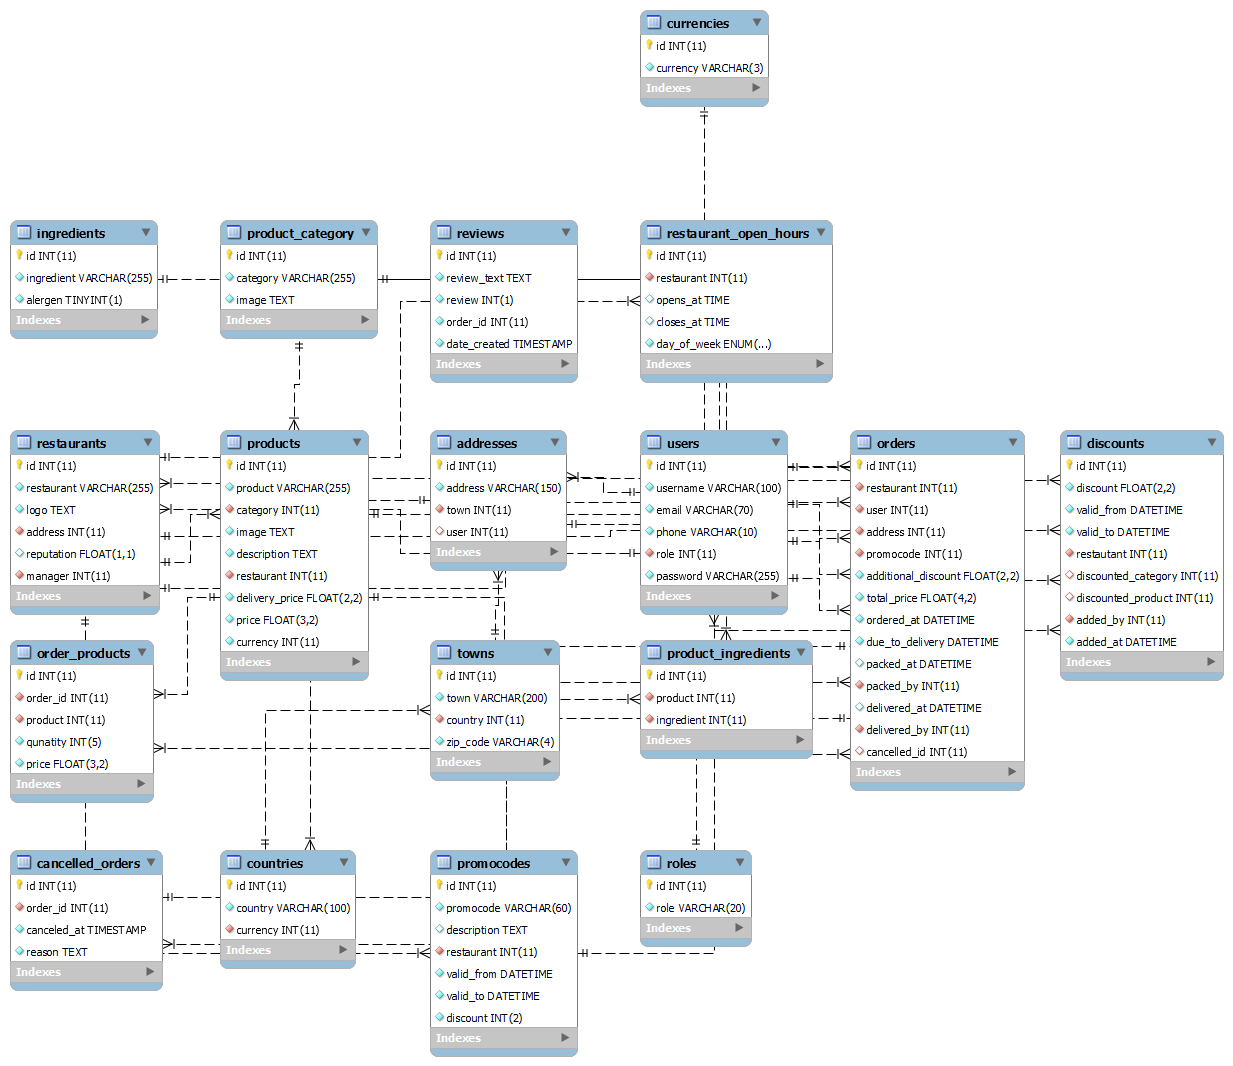 currencies
id INT(11)
currency VARCHAR(3)
Indexes
ingredients
id INT(11)
ingredient VARCHAR(255)
alergen TINYINT(1)
Indexes
product_category
id INT(11)
category VARCHAR(255)
image TEXT
Indexes
reviews
id INT(11)
review_text TEXT
review INT(1)
order_id INT(11)
date_created TIMESTAMP
Indexes
restaurant_open_hours
id INT(11)
restaurant INT(11)
opens_at TIME
closes_at TIME
day_of_week ENUM(...)
Indexes
restaurants
id INT(11)
restaurant VARCHAR(255)
logo TEXT
address INT(11)
reputation FLOAT(1,1)
manager INT(11)
Indexes
products
id INT(11)
product VARCHAR(255)
category INT(11)
image TEXT
description TEXT
restaurant INT(11)
delivery_price FLOAT(2,2)
price FLOAT(3,2)
currency INT(11)
Indexes
addresses
id INT(11)
address VARCHAR(150)
town INT(11)
user INT(11)
Indexes
users
id INT(11)
username VARCHAR(100)
email VARCHAR(70)
phone VARCHAR(10)
role INT(11)
password VARCHAR(255)
Indexes
orders
id INT(11)
restaurant INT(11)
user INT(11)
address INT(11)
promocode INT(11)
additional_discount FLOAT(2,2)
total_price FLOAT(4,2)
ordered_at DATETIME
due_to_delivery DATETIME
packed_at DATETIME
packed_by INT(11)
delivered_at DATETIME
delivered_by INT(11)
cancelled_id INT(11)
Indexes
discounts
id INT(11)
discount FLOAT(2,2)
valid_from DATETIME
valid_to DATETIME
restautant INT(11)
discounted_category INT(11)
discounted_product INT(11)
added_by INT(11)
added_at DATETIME
Indexes
order_products
id INT(11)
order_id INT(11)
product INT(11)
qunatity INT(5)
price FLOAT(3,2)
Indexes
towns
id INT(11)
town VARCHAR(200)
country INT(11)
zip_code VARCHAR(4)
Indexes
product_ingredients
id INT(11)
product INT(11)
ingredient INT(11)
Indexes
cancelled_orders
id INT(11)
order_id INT(11)
canceled_at TIMESTAMP
reason TEXT
Indexes
countries
id INT(11)
country VARCHAR(100)
currency INT(11)
Indexes
promocodes
id INT(11)
promocode VARCHAR(60)
description TEXT
restaurant INT(11)
valid_from DATETIME
valid_to DATETIME
discount INT(2)
Indexes
roles
id INT(11)
role VARCHAR(20)
Indexes